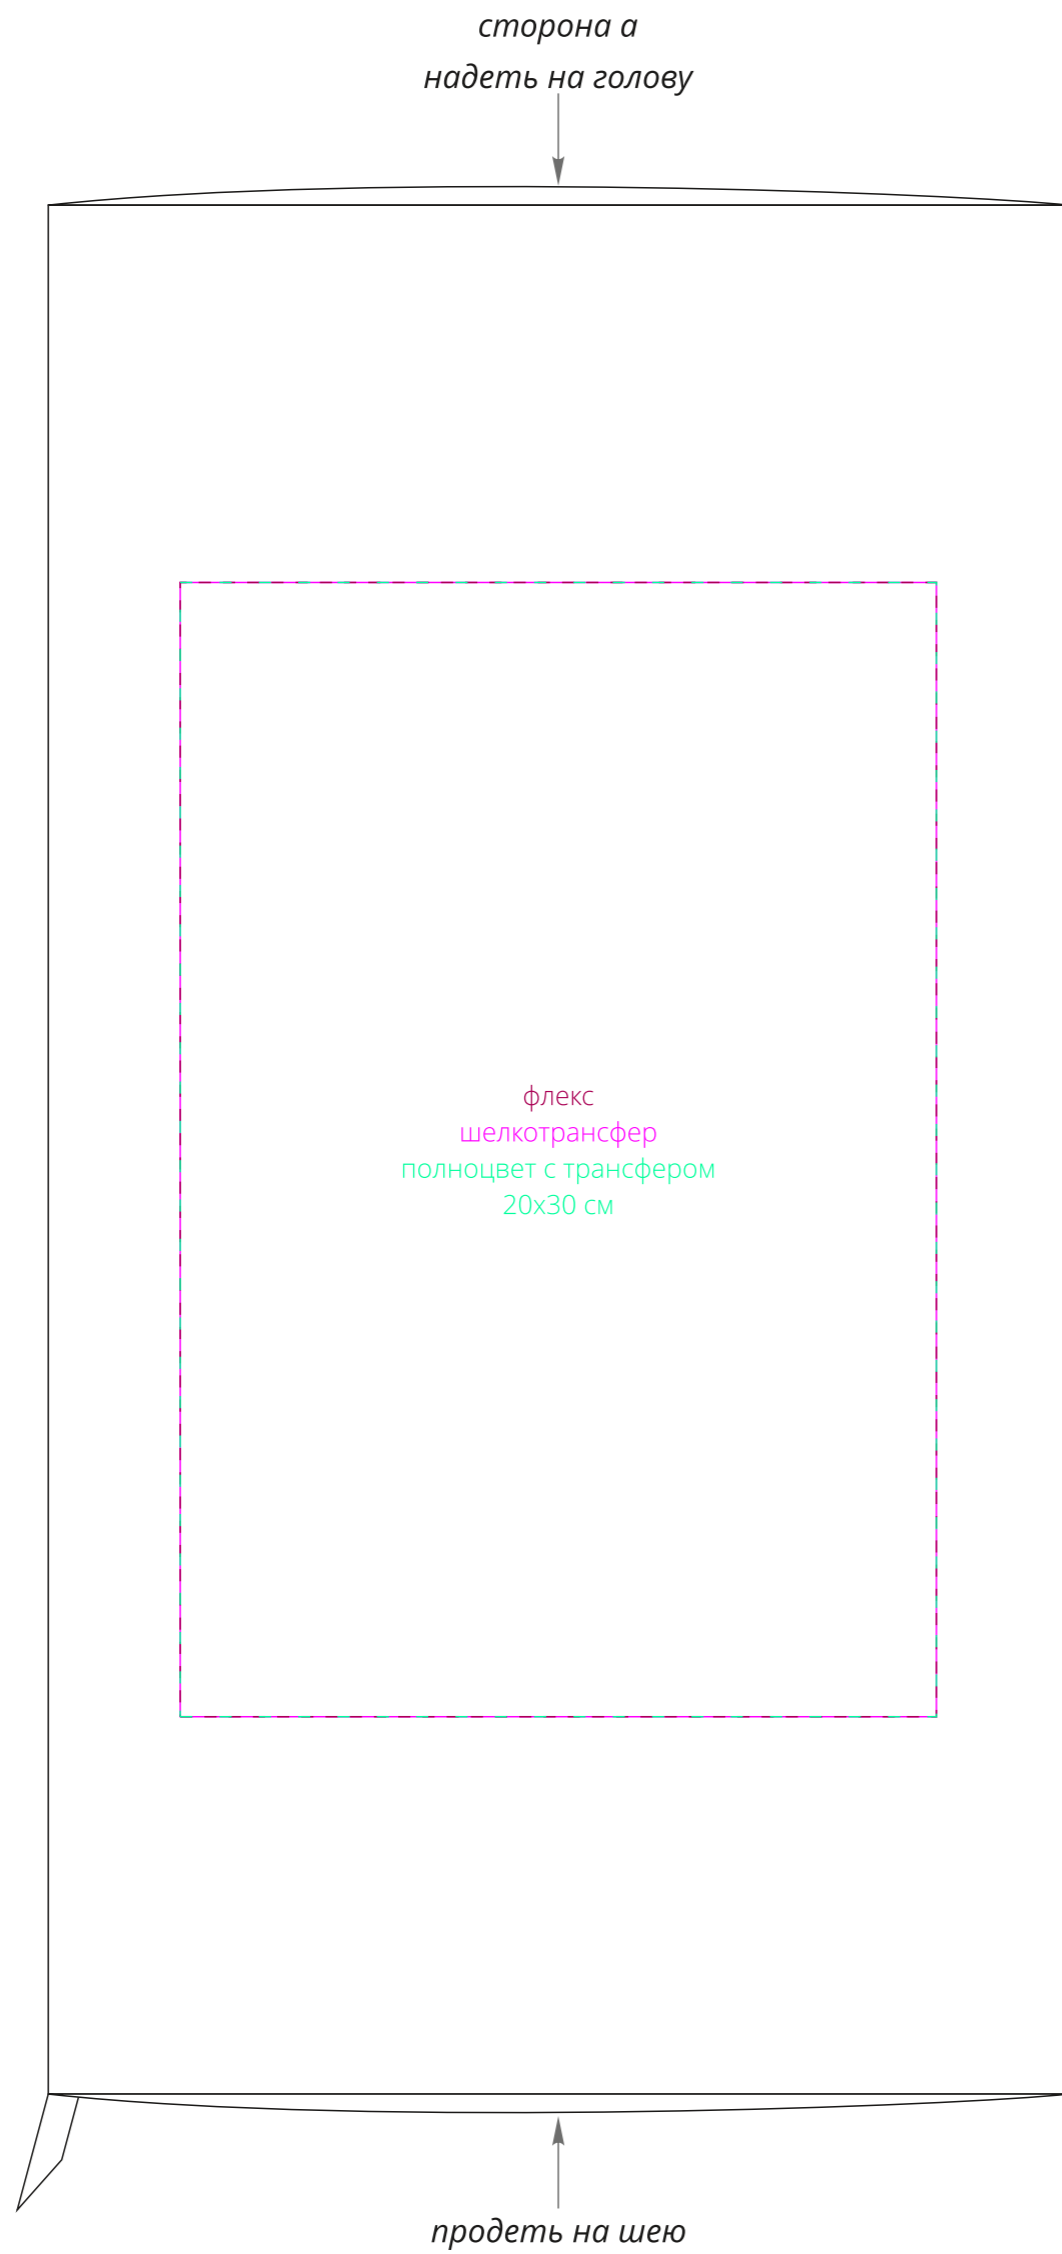 сторона а
надеть на голову
флекс
шелкотрансфер
полноцвет с трансфером
20х30 см
продеть на шею